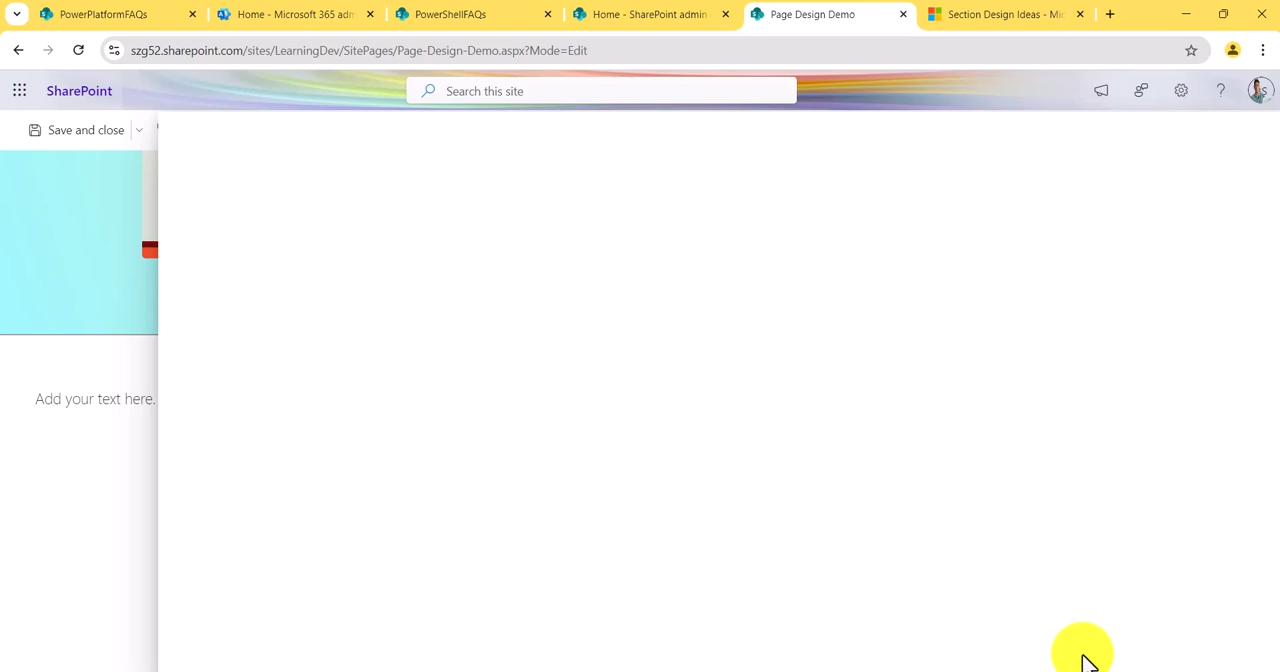 PowerPlatformFAQs
Home - Microsoft 365 adm
PowerShellFAQs
Home - SharePoint admin
Page Design Demo
Section Design Ideas - Mic
szg52.sharepoint.com/sites/LearningDev/SitePages/Page-Design-Demo.aspx?Mode=Edit
SharePoint
Search this site
Save and close
Add your text here.